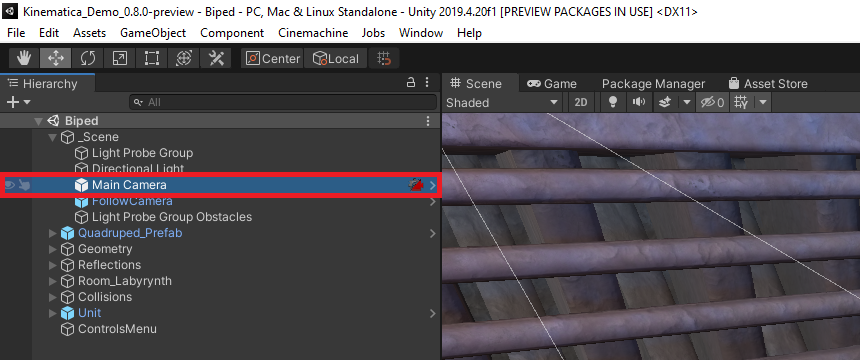 Kinematica_Demo_0.8.0-preview - Biped - PC, Mac & Linux Standalone - Unity 2019.4.20f1 [PREVIEW PACKAGES IN USE] <DX11>
File Edit Assets GameObject Component Cinemachine Jobs Window Help
Center Local
Hierarchy
All
Biped
_Scene
Light Probe Group
Directional Light
Main Camera
FollowCamera
Light Probe Group Obstacles
Quadruped_Prefab
Geometry
Reflections
Room_Labyrynth
Collisions
Unit
ControlsMenu
Scene Game Package Manager Asset Store
Shaded 2D 0